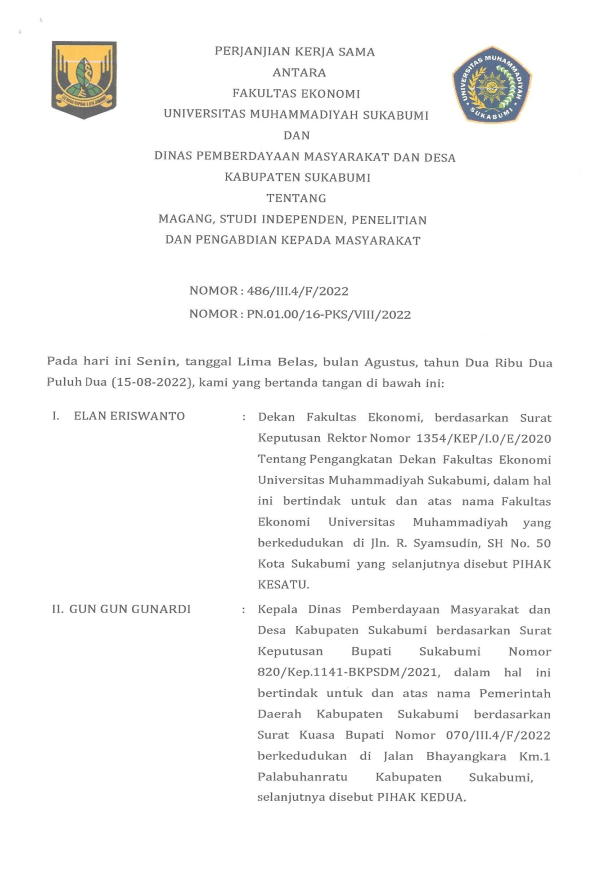 PERJANJIAN KERJA SAMA
ANTARA
FAKULTAS EKONOMI
UNIVERSITAS MUHAMMADIYAH SUKABUMI
DAN
DINAS PEMBERDAYAAN MASYARAKAT DAN DESA
KABUPATEN SUKABUMI
TENTANG
MAGANG, STUDI INDEPENDEN, PENELITIAN
DAN PENGABDIAN KEPADA MASYARAKAT
UNIVERSITAS MUHAMMADIYAH
SUKABUMI
NOMOR : 486/III.4/F/2022
NOMOR : PN.01.00/16-PKS/VIII/2022
Pada hari ini Senin, tanggal Lima Belas, bulan Agustus, tahun Dua Ribu Dua
Puluh Dua (15-08-2022), kami yang bertanda tangan di bawah ini:
I. ELAN ERISWANTO : Dekan Fakultas Ekonomi, berdasarkan Surat
Keputusan Rektor Nomor 1354/KEP/I.0/E/2020
Tentang Pengangkatan Dekan Fakultas Ekonomi
Universitas Muhammadiyah Sukabumi, dalam hal
ini bertindak untuk dan atas nama Fakultas
Ekonomi Universitas Muhammadiyah yang
berkedudukan di Jln. R. Syamsudin, SH No. 50
Kota Sukabumi yang selanjutnya disebut PIHAK
KESATU.
II. GUN GUN GUNARDI : Kepala Dinas Pemberdayaan Masyarakat dan
Desa Kabupaten Sukabumi berdasarkan Surat
Keputusan Bupati Sukabumi Nomor
820/Kep.1141-BKPSDM/2021, dalam hal ini
bertindak untuk dan atas nama Pemerintah
Daerah Kabupaten Sukabumi berdasarkan
Surat Kuasa Bupati Nomor 070/III.4/F/2022
berkedudukan di Jalan Bhayangkara Km.1
Palabuhanratu Kabupaten Sukabumi,
selanjutnya disebut PIHAK KEDUA.